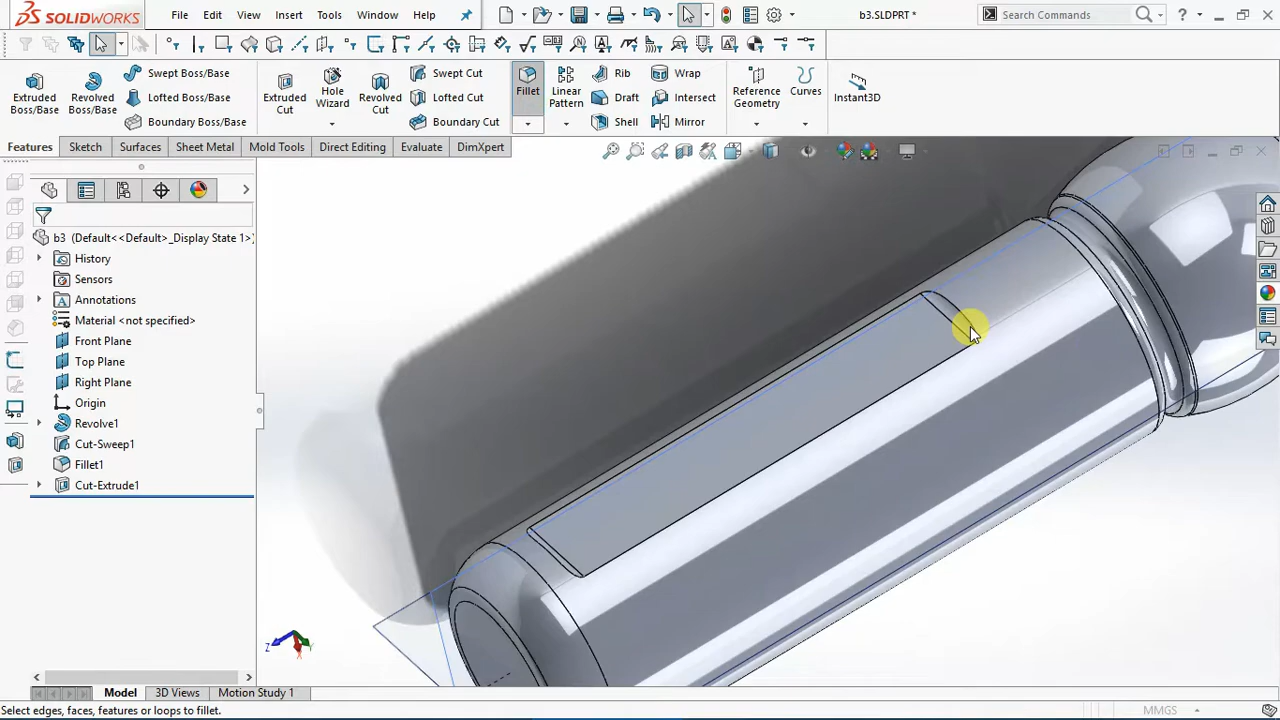 SOLIDWORKS File Edit View Insert Tools Window Help b3.SLDPRT * Search Commands ?
Extruded Boss/Base
Revolved Boss/Base
Swept Boss/Base
Lofted Boss/Base
Boundary Boss/Base
Extruded Cut
Hole Wizard
Revolved Cut
Swept Cut
Lofted Cut
Boundary Cut
Fillet
Linear Pattern
Rib
Draft
Shell
Wrap
Intersect
Mirror
Reference Geometry
Curves
Instant3D
Features Sketch Surfaces Sheet Metal Mold Tools Direct Editing Evaluate DimXpert
b3 (Default<<Default>_Display State 1>)
History
Sensors
Annotations
Material <not specified>
Front Plane
Top Plane
Right Plane
Origin
Revolve1
Cut-Sweep1
Fillet1
Cut-Extrude1
Z Y X
Model 3D Views Motion Study 1
Select edges, faces, features or loops to fillet. MMGS